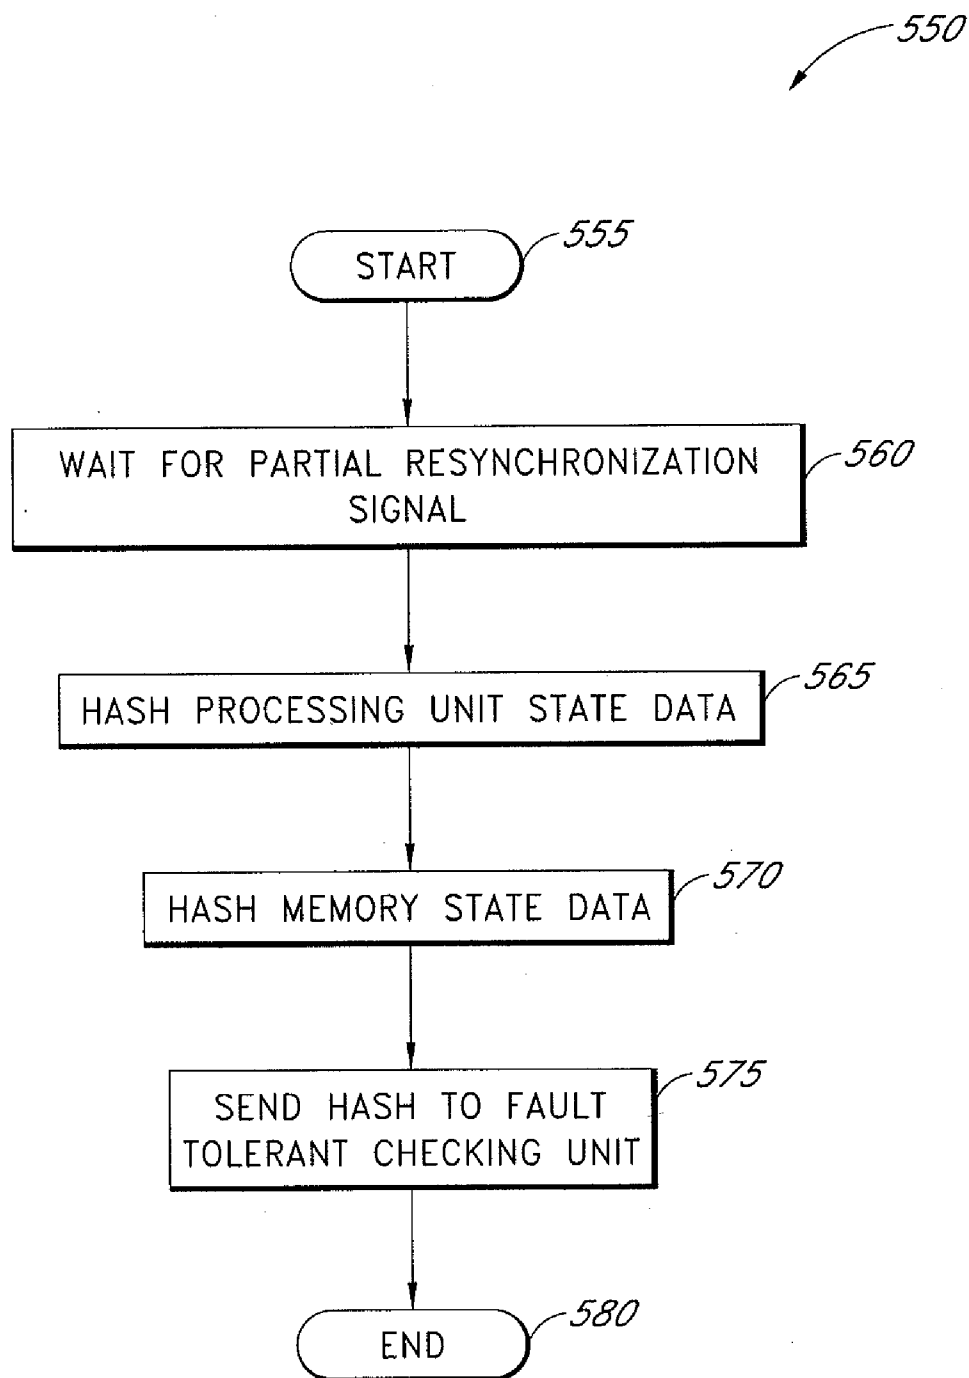 550
START
555
WAIT FOR PARTIAL RESYNCHRONIZATION
SIGNAL
560
HASH PROCESSING UNIT STATE DATA
565
HASH MEMORY STATE DATA
570
SEND HASH TO FAULT
TOLERANT CHECKING UNIT
575
END
580